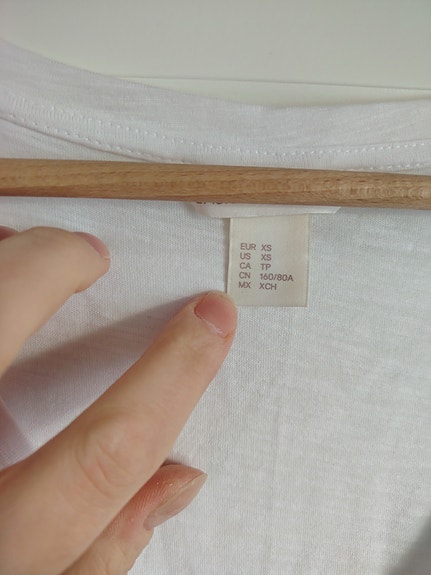 EUR XS
US XS
CA TP
CN 160/80A
MX XCH